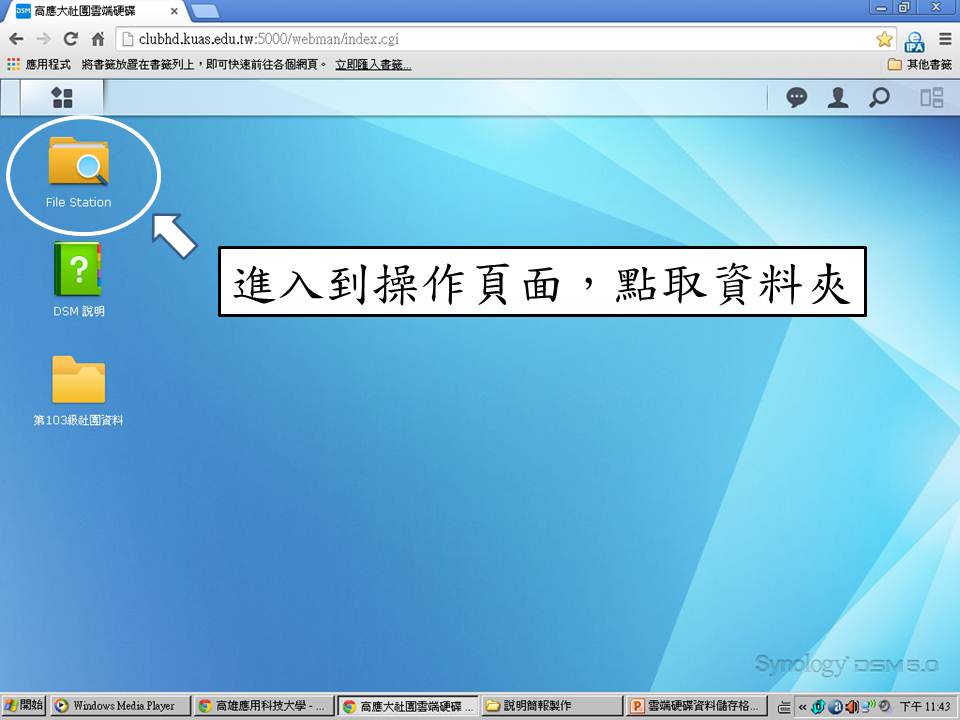 高應大社團雲端硬碟
clubhd.kuas.edu.tw:5000/webman/index.cgi
應用程式 將書籤放置在書籤列上，即可快速前往各個網頁。 立即匯入書籤... 其他書籤
File Station
進入到操作頁面，點取資料夾
DSM 說明
第103級社團資料
Synology DSM 5.0
開始 Windows Media Player 高雄應用科技大學 - ... 高應大社團雲端硬碟 ... 說明簡報製作 雲端硬碟資料儲存格... 下午 11:43